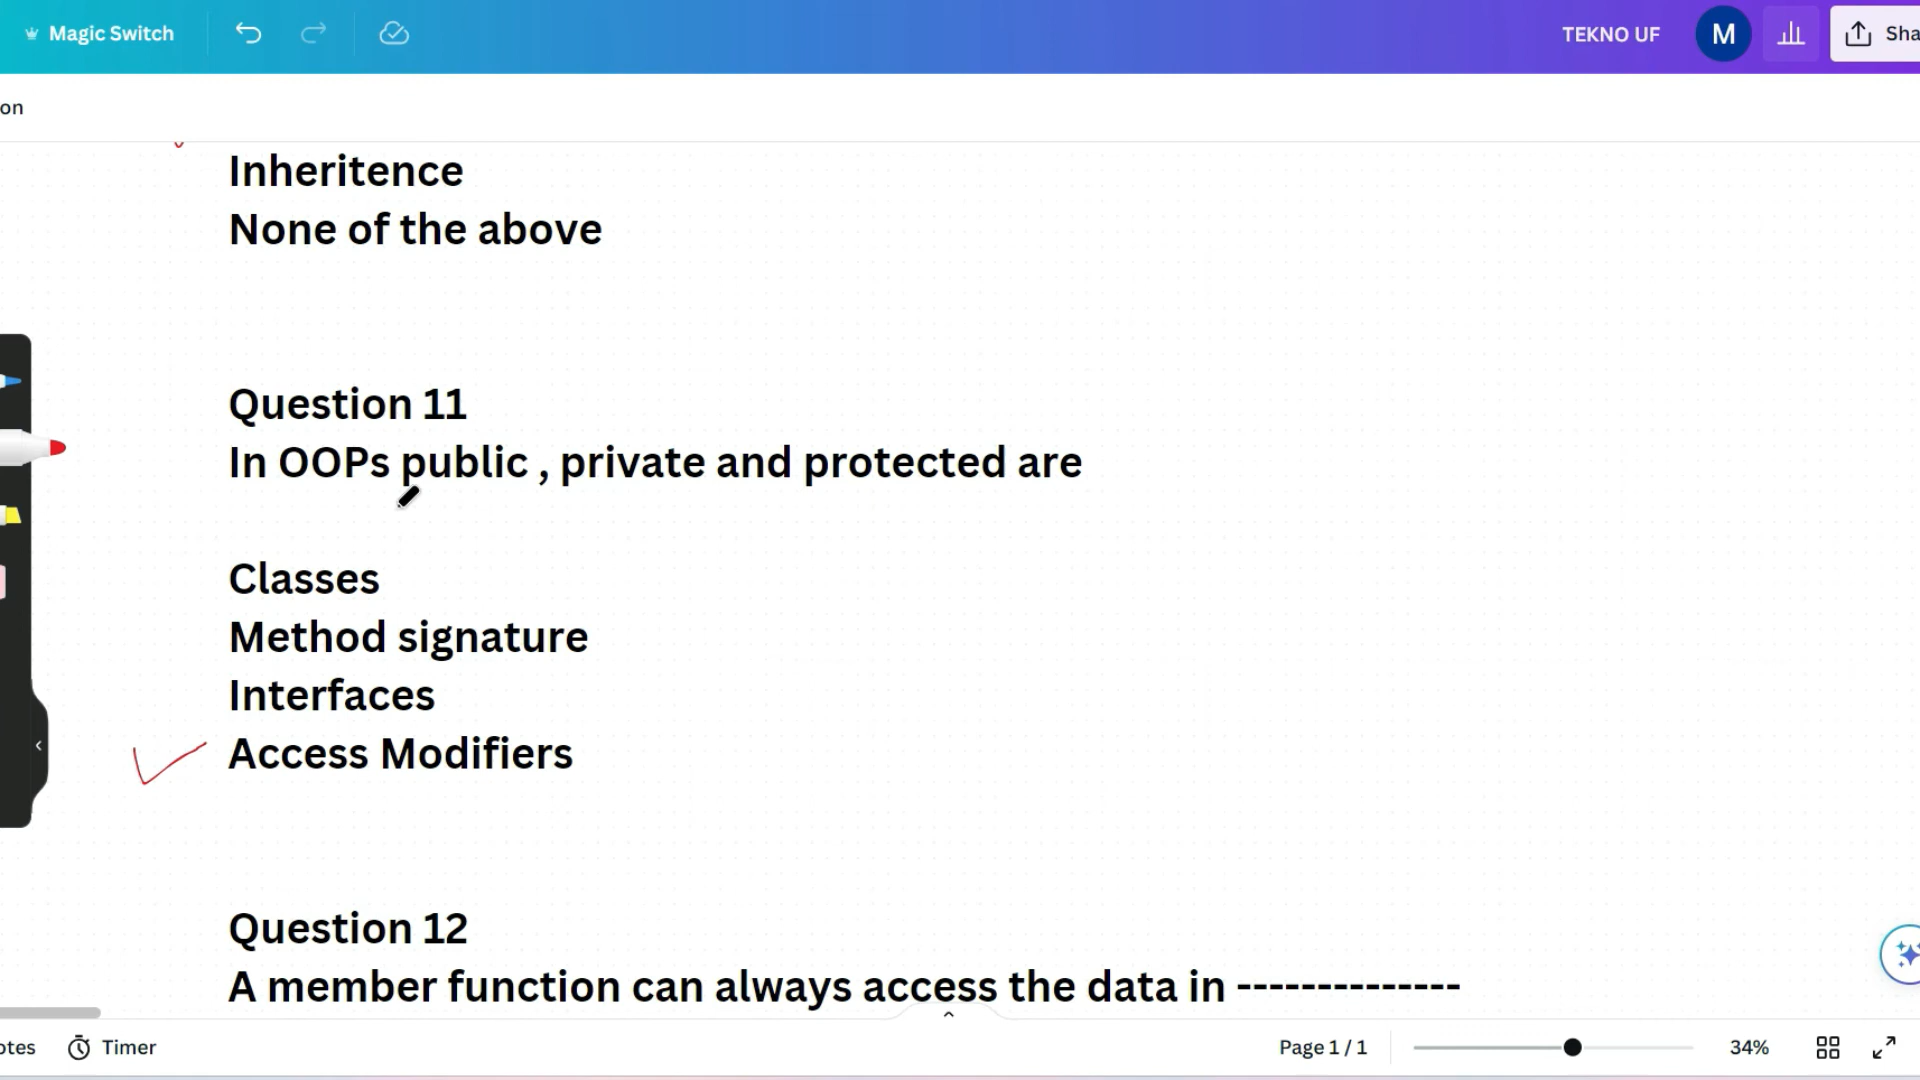 Magic Switch
TEKNO UF
M
Sha
on
Inheritence
None of the above
Question 11
In OOPs public , private and protected are
Classes
Method signature
Interfaces
Access Modifiers
Question 12
A member function can always access the data in --------------
otes
Timer
Page 1 / 1
34%